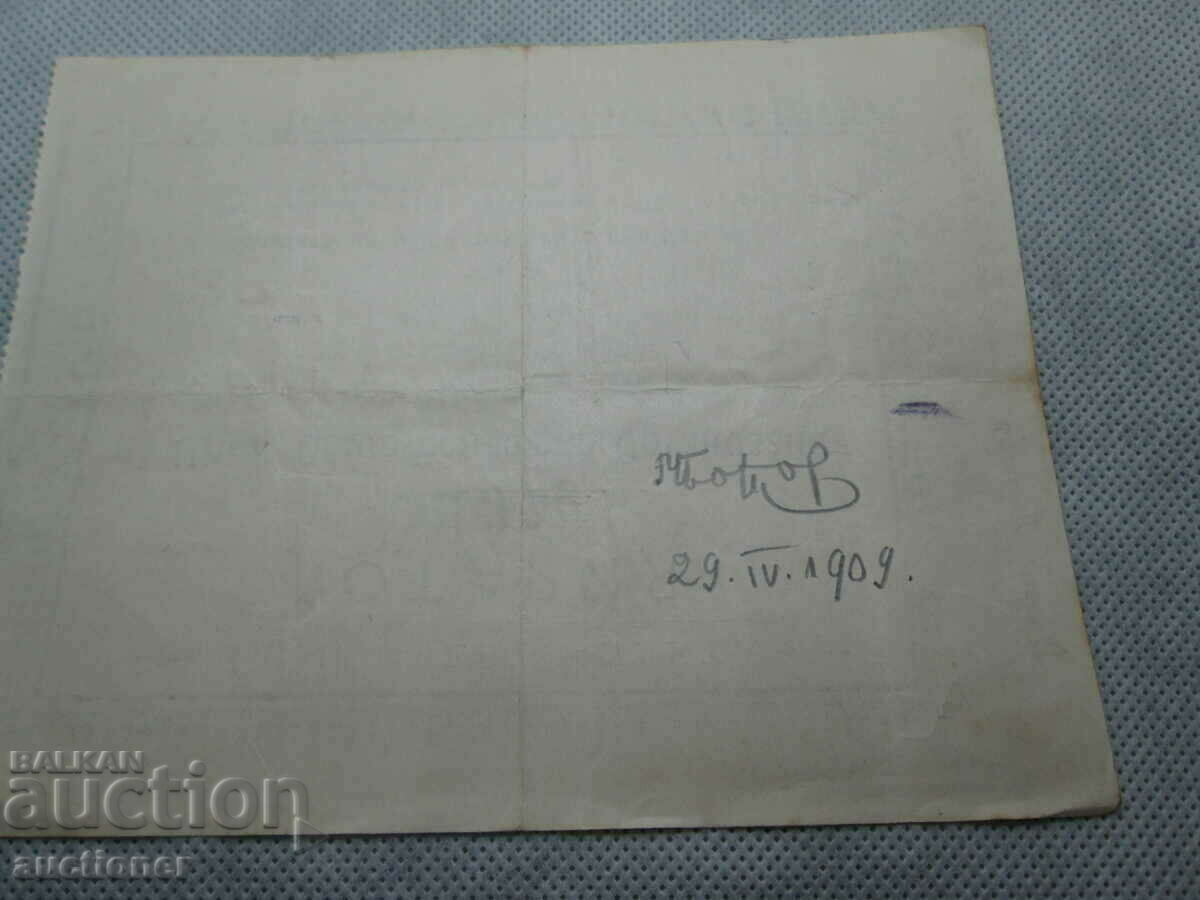 29. IV. 1909.
BALKAN
auction
auctioner